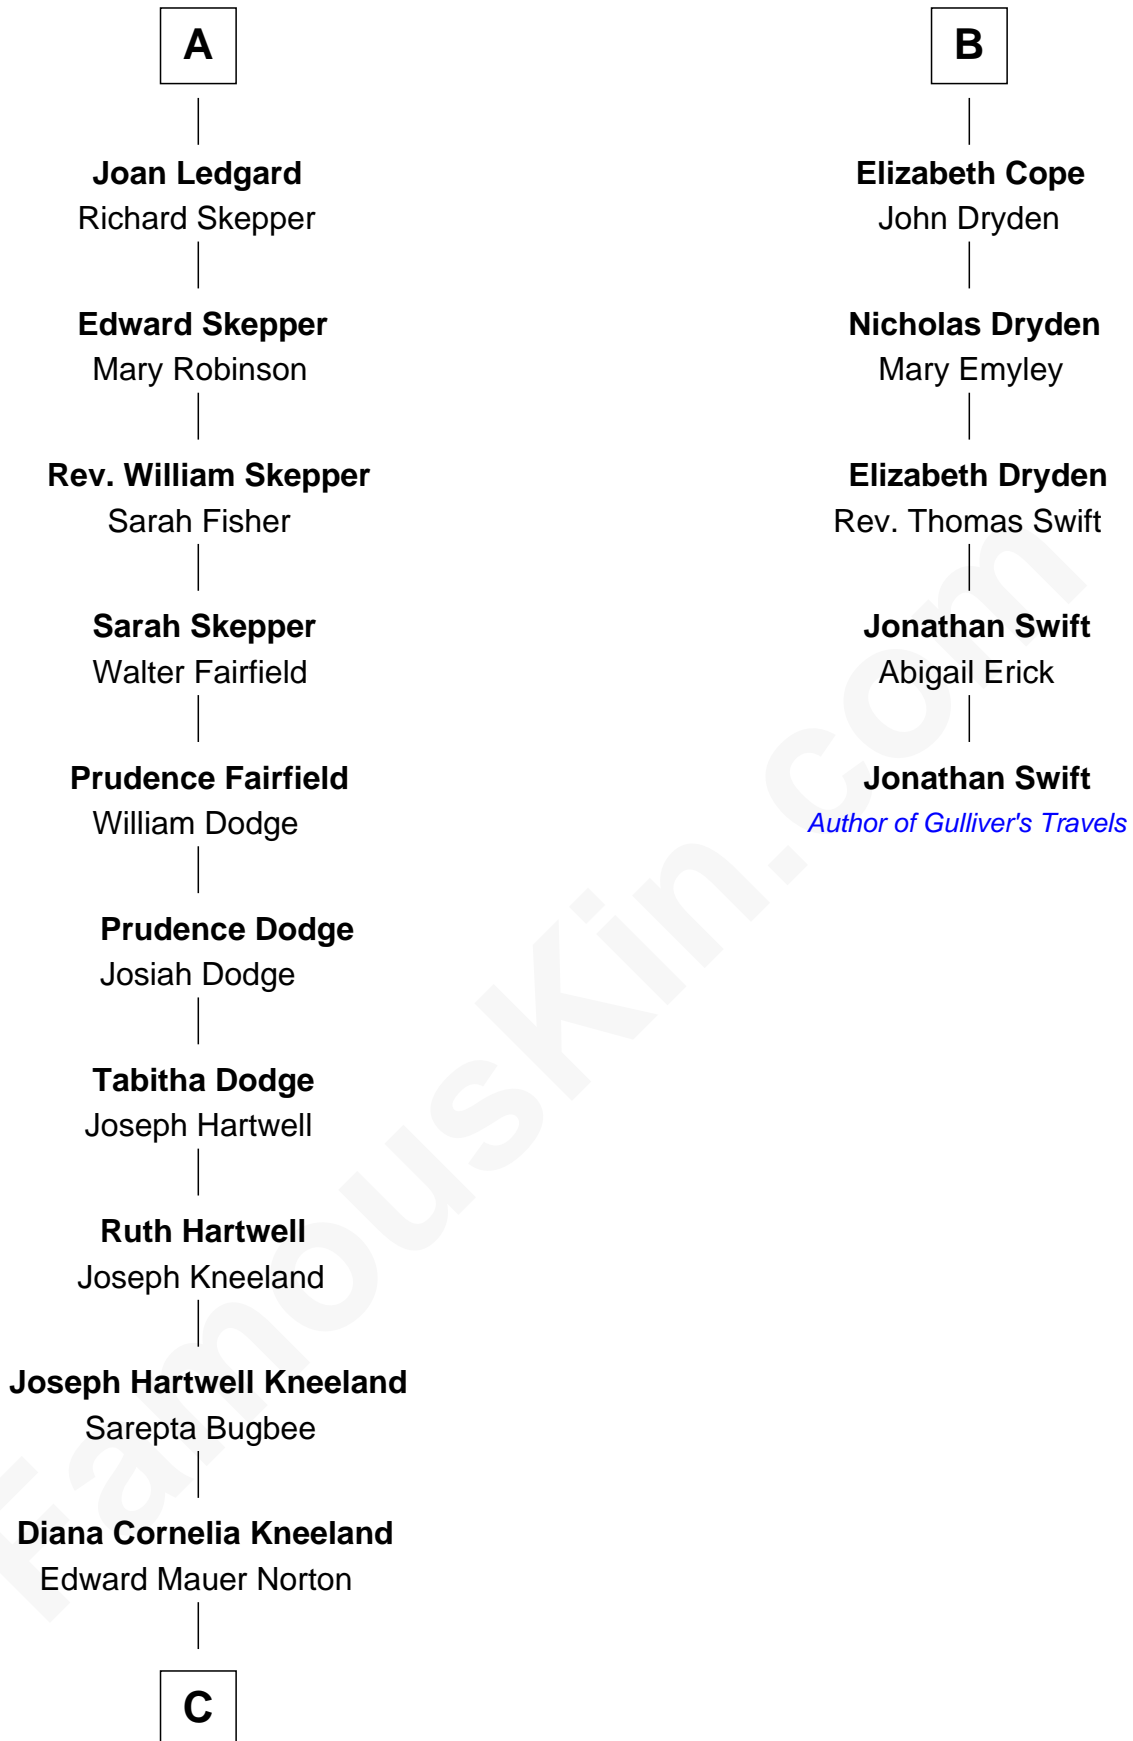 A
Joan Ledgard
Richard Skepper
Edward Skepper
Mary Robinson
Rev. William Skepper
Sarah Fisher
Sarah Skepper
Walter Fairfield
Prudence Fairfield
William Dodge
Prudence Dodge
Josiah Dodge
Tabitha Dodge
Joseph Hartwell
Ruth Hartwell
Joseph Kneeland
Joseph Hartwell Kneeland
Sarepta Bugbee
Diana Cornelia Kneeland
Edward Mauer Norton
C
B
Elizabeth Cope
John Dryden
Nicholas Dryden
Mary Emyley
Elizabeth Dryden
Rev. Thomas Swift
Jonathan Swift
Abigail Erick
Jonathan Swift
Author of Gulliver's Travels
FamousKin.com